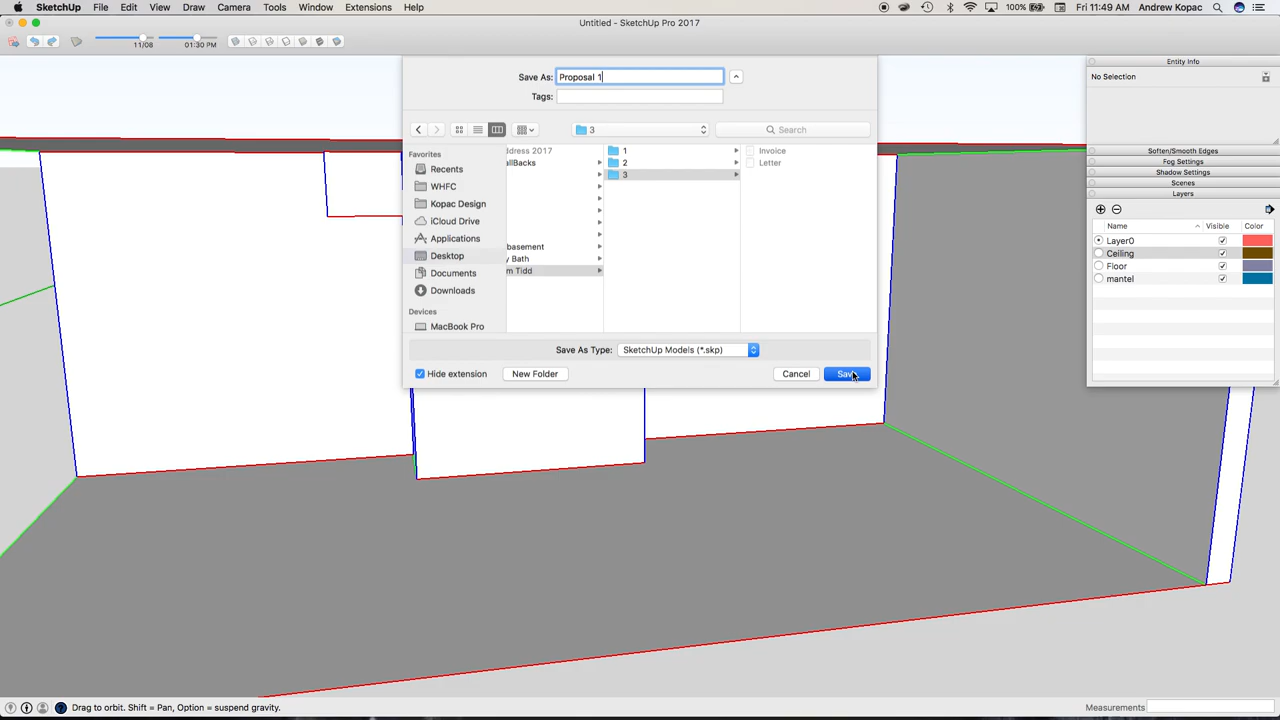 SketchUp File Edit View Draw Camera Tools Window Extensions Help 100% Fri 11:49 AM Andrew Kopac
Untitled - SketchUp Pro 2017
11/08 01:30 PM
Entity Info
No Selection
Save As: Proposal 1
Tags:
3 Search
Favorites
Recents
WHFC
Kopac Design
iCloud Drive
Applications
Desktop
Documents
Downloads
Devices
MacBook Pro
ddress 2017
allBacks
basement
y Bath
m Tidd
1
2
3
Invoice
Letter
Save As Type: SketchUp Models (*.skp)
Hide extension New Folder Cancel Save
Soften/Smooth Edges
Fog Settings
Shadow Settings
Scenes
Layers
Name Visible Color
Layer0
Ceiling
Floor
mantel
Drag to orbit. Shift = Pan, Option = suspend gravity. Measurements